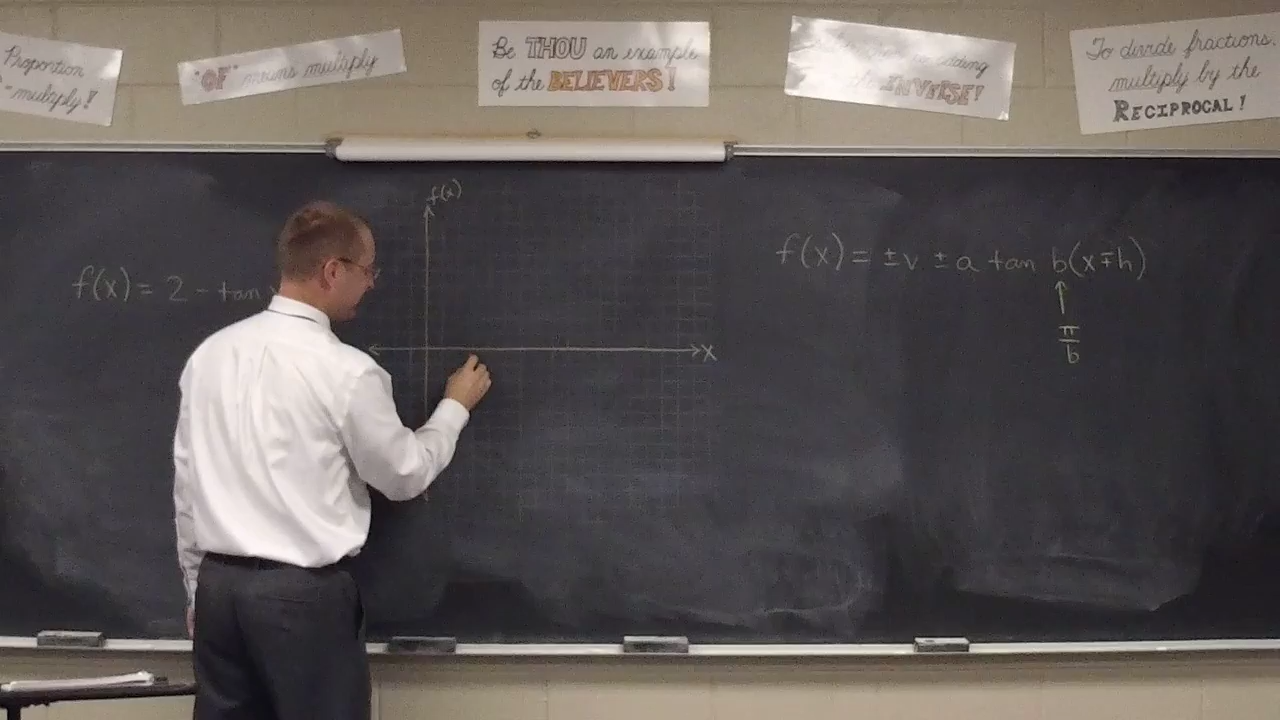 Proportion
multiply!
"OF" means multiply
Be THOU an example
of the BELIEVERS!
adding
the INVERSE!
To divide fractions,
multiply by the
RECIPROCAL!
f(x) = 2 - tan
f(x)
x
f(x) = ±v ±a tan b(x∓h)
↑
π
b